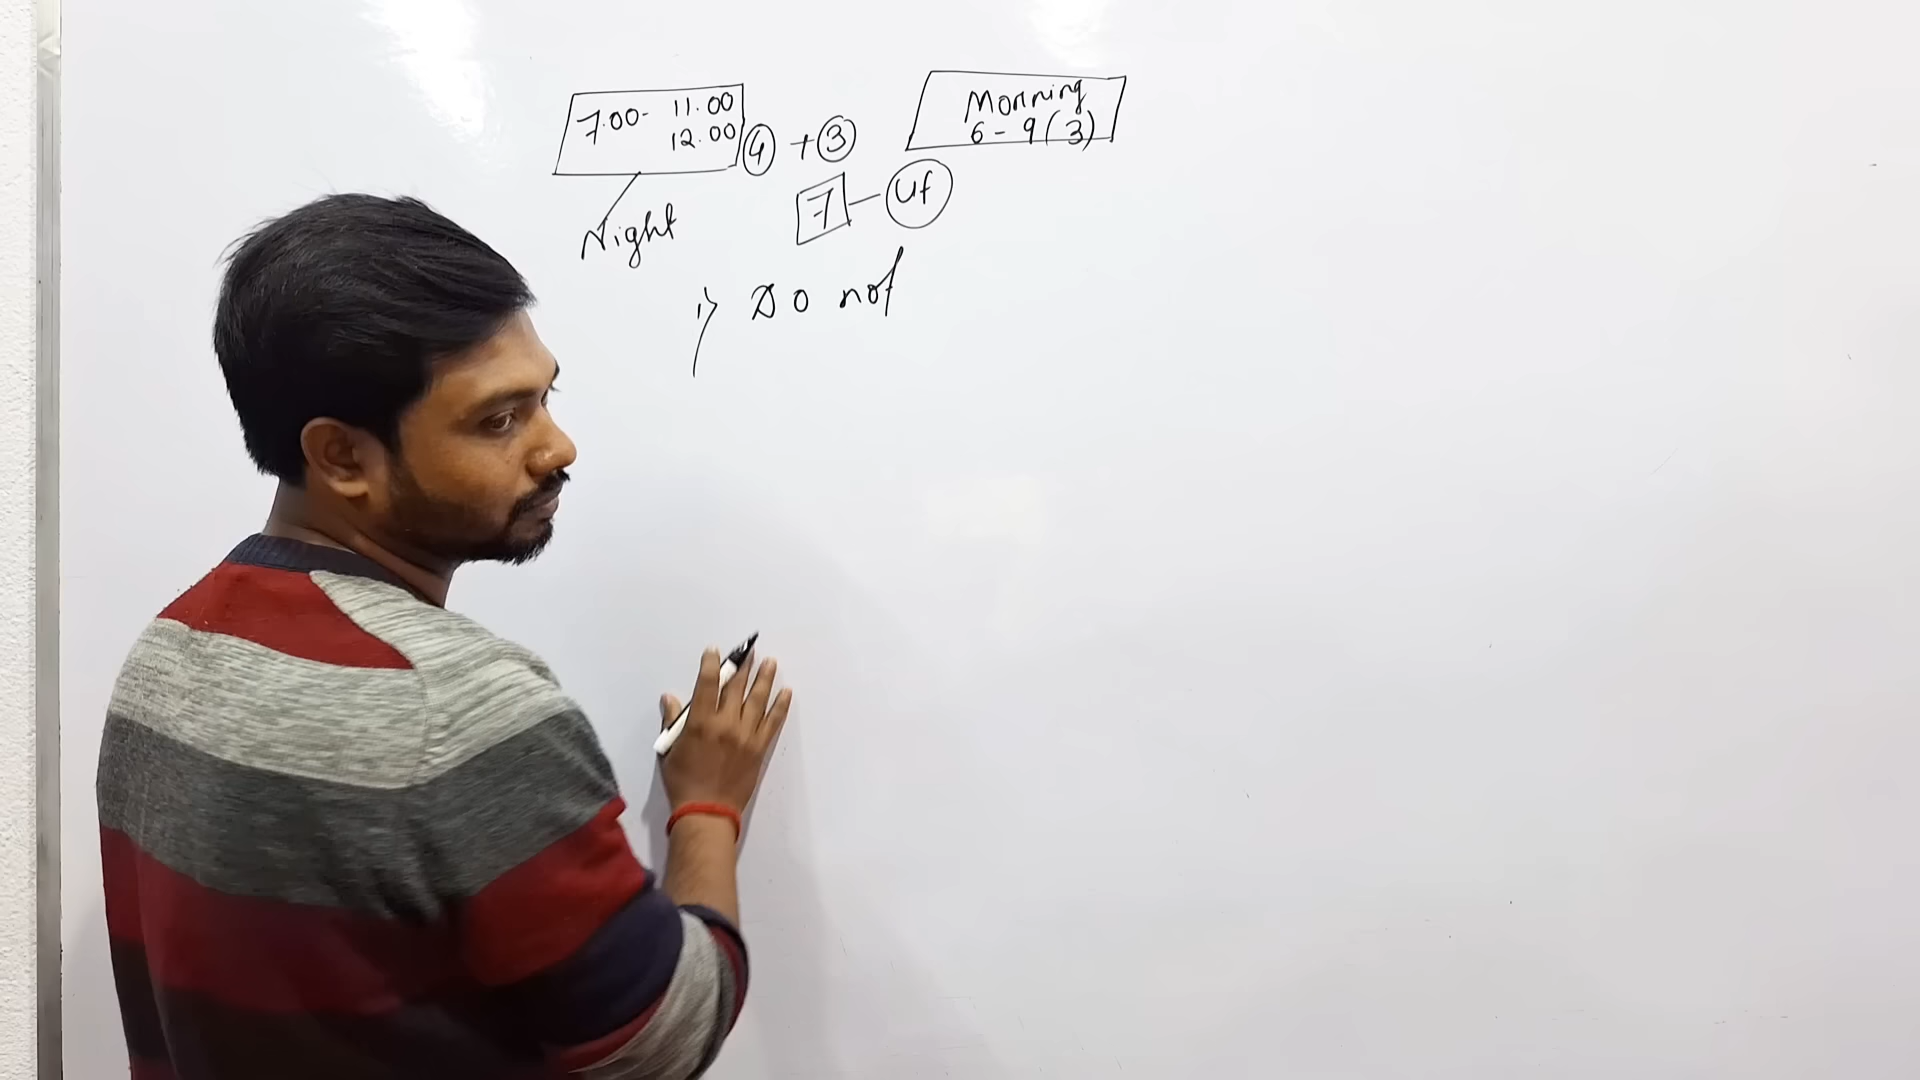 7.00- 11.00
12.00
4 + 3
Morning
6 - 9 (3)
Night
7 - Uf
1) Do not